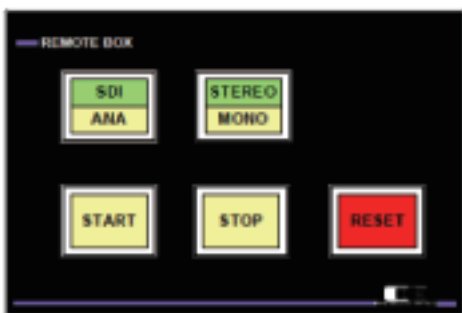 REMOTE BOX
SDI
ANA
STEREO
MONO
START
STOP
RESET